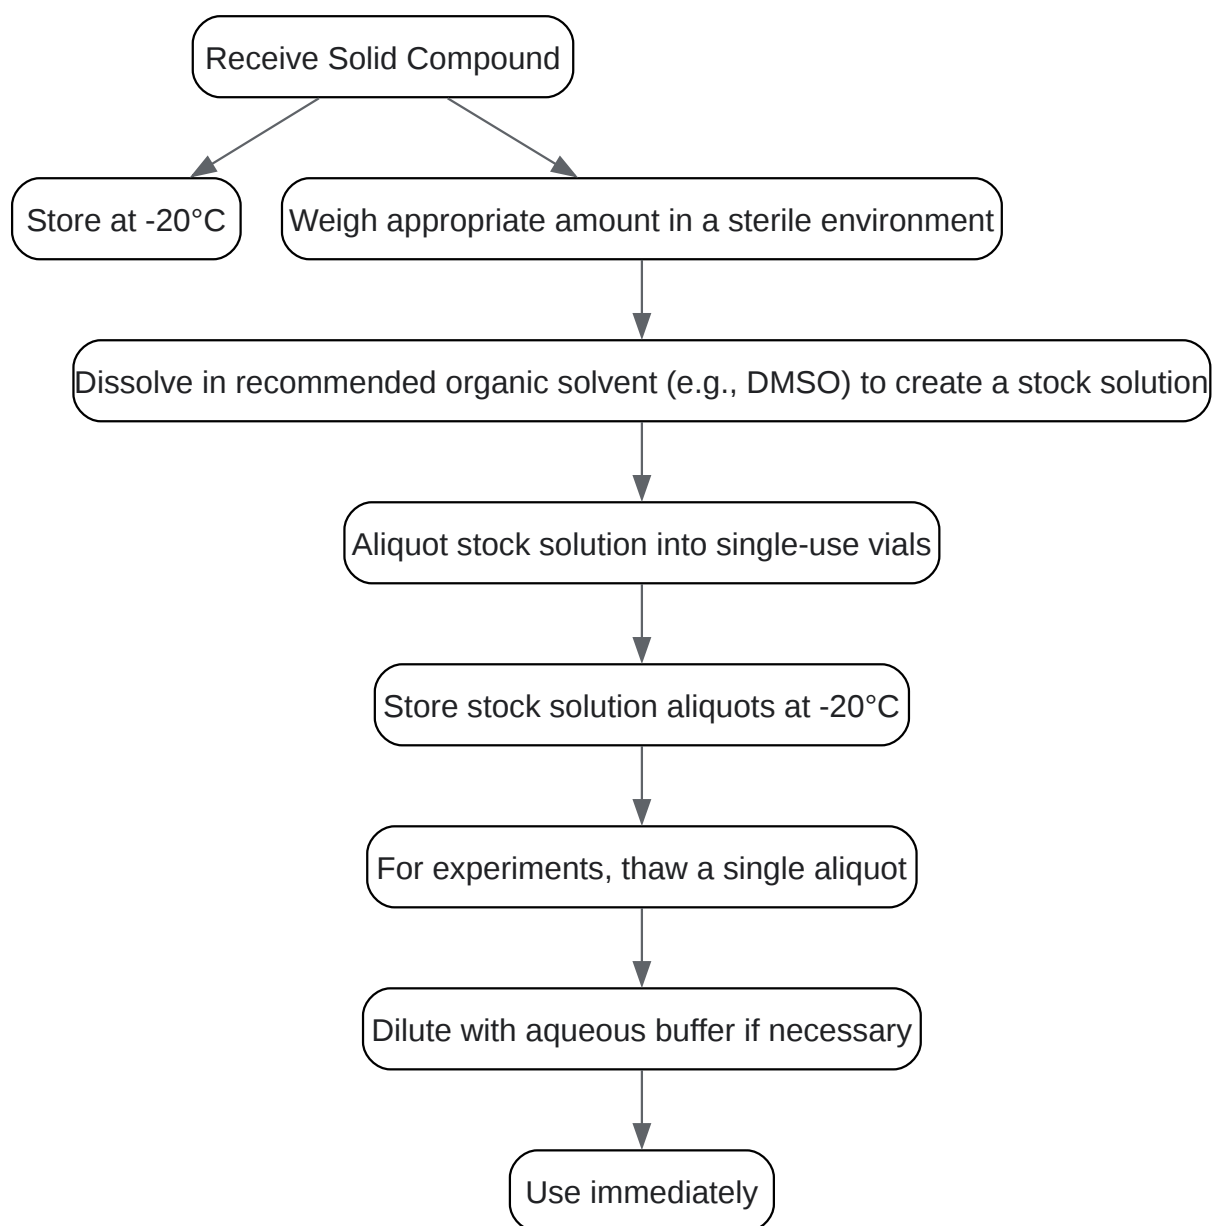 Receive Solid Compound
Store at -20°C
Weigh appropriate amount in a sterile environment
Dissolve in recommended organic solvent (e.g., DMSO) to create a stock solution
Aliquot stock solution into single-use vials
Store stock solution aliquots at -20°C
For experiments, thaw a single aliquot
Dilute with aqueous buffer if necessary
Use immediately